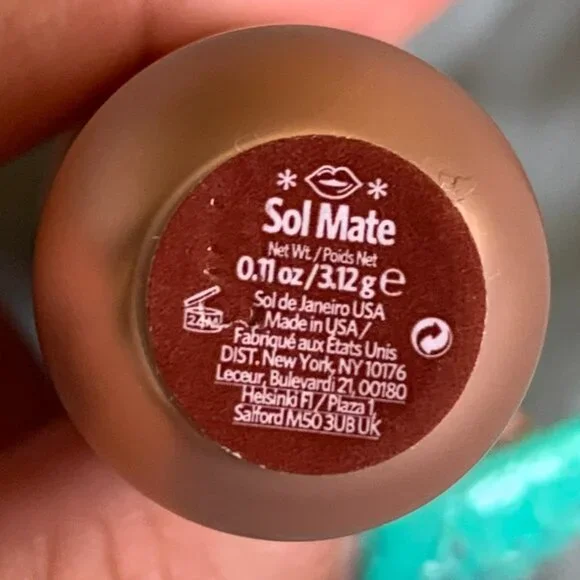 Sol Mate
Net Wt. / Poids Net
0.11 oz / 3.12 g e
Sol de Janeiro USA
Made in USA /
Fabriqué aux États Unis
DIST. New York, NY 10176
Leceur, Bulevardi 21, 00180
Helsinki FI / Plaza 1,
Salford M50 3UB UK
24M